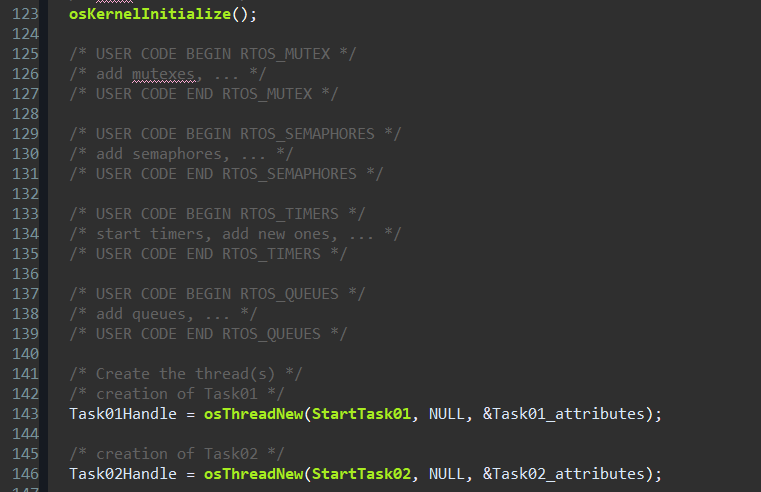 123 osKernelInitialize();
124
125 /* USER CODE BEGIN RTOS_MUTEX */
126 /* add mutexes, ... */
127 /* USER CODE END RTOS_MUTEX */
128
129 /* USER CODE BEGIN RTOS_SEMAPHORES */
130 /* add semaphores, ... */
131 /* USER CODE END RTOS_SEMAPHORES */
132
133 /* USER CODE BEGIN RTOS_TIMERS */
134 /* start timers, add new ones, ... */
135 /* USER CODE END RTOS_TIMERS */
136
137 /* USER CODE BEGIN RTOS_QUEUES */
138 /* add queues, ... */
139 /* USER CODE END RTOS_QUEUES */
140
141 /* Create the thread(s) */
142 /* creation of Task01 */
143 Task01Handle = osThreadNew(StartTask01, NULL, &Task01_attributes);
144
145 /* creation of Task02 */
146 Task02Handle = osThreadNew(StartTask02, NULL, &Task02_attributes);